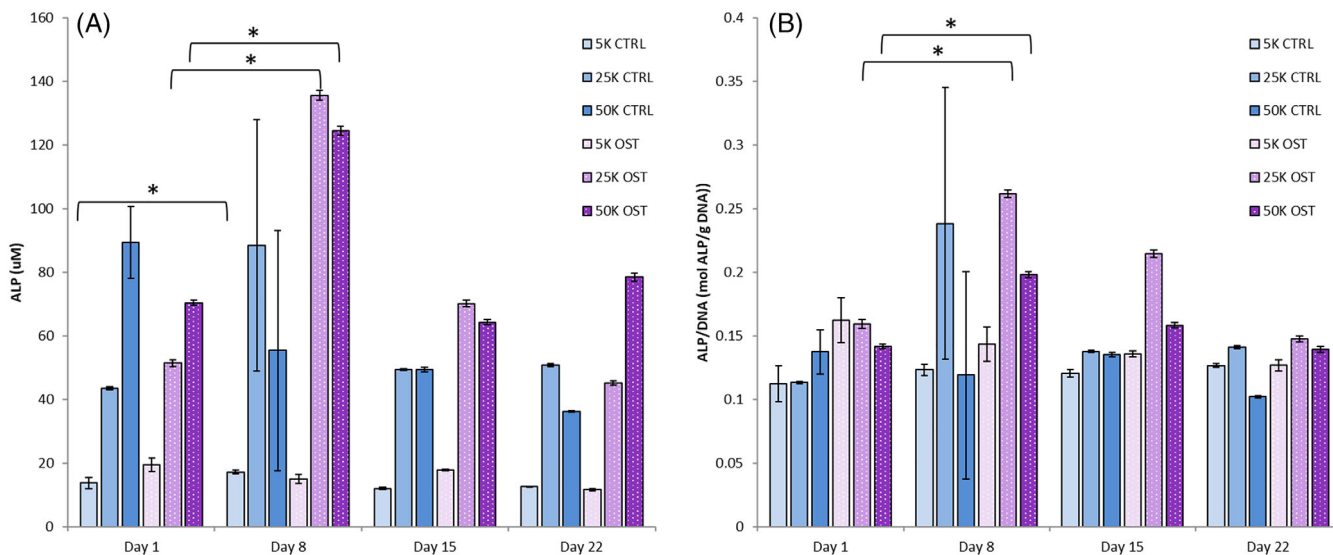 (A)
160
140
120
100
80
60
40
20
0
ALP (uM)
*
*
*
5K CTRL
25K CTRL
50K CTRL
5K OST
25K OST
50K OST
Day 1 Day 8 Day 15 Day 22
(B)
0.4
0.35
0.3
0.25
0.2
0.15
0.1
0.05
0
ALP/DNA (mol ALP/g DNA))
*
*
5K CTRL
25K CTRL
50K CTRL
5K OST
25K OST
50K OST
Day 1 Day 8 Day 15 Day 22